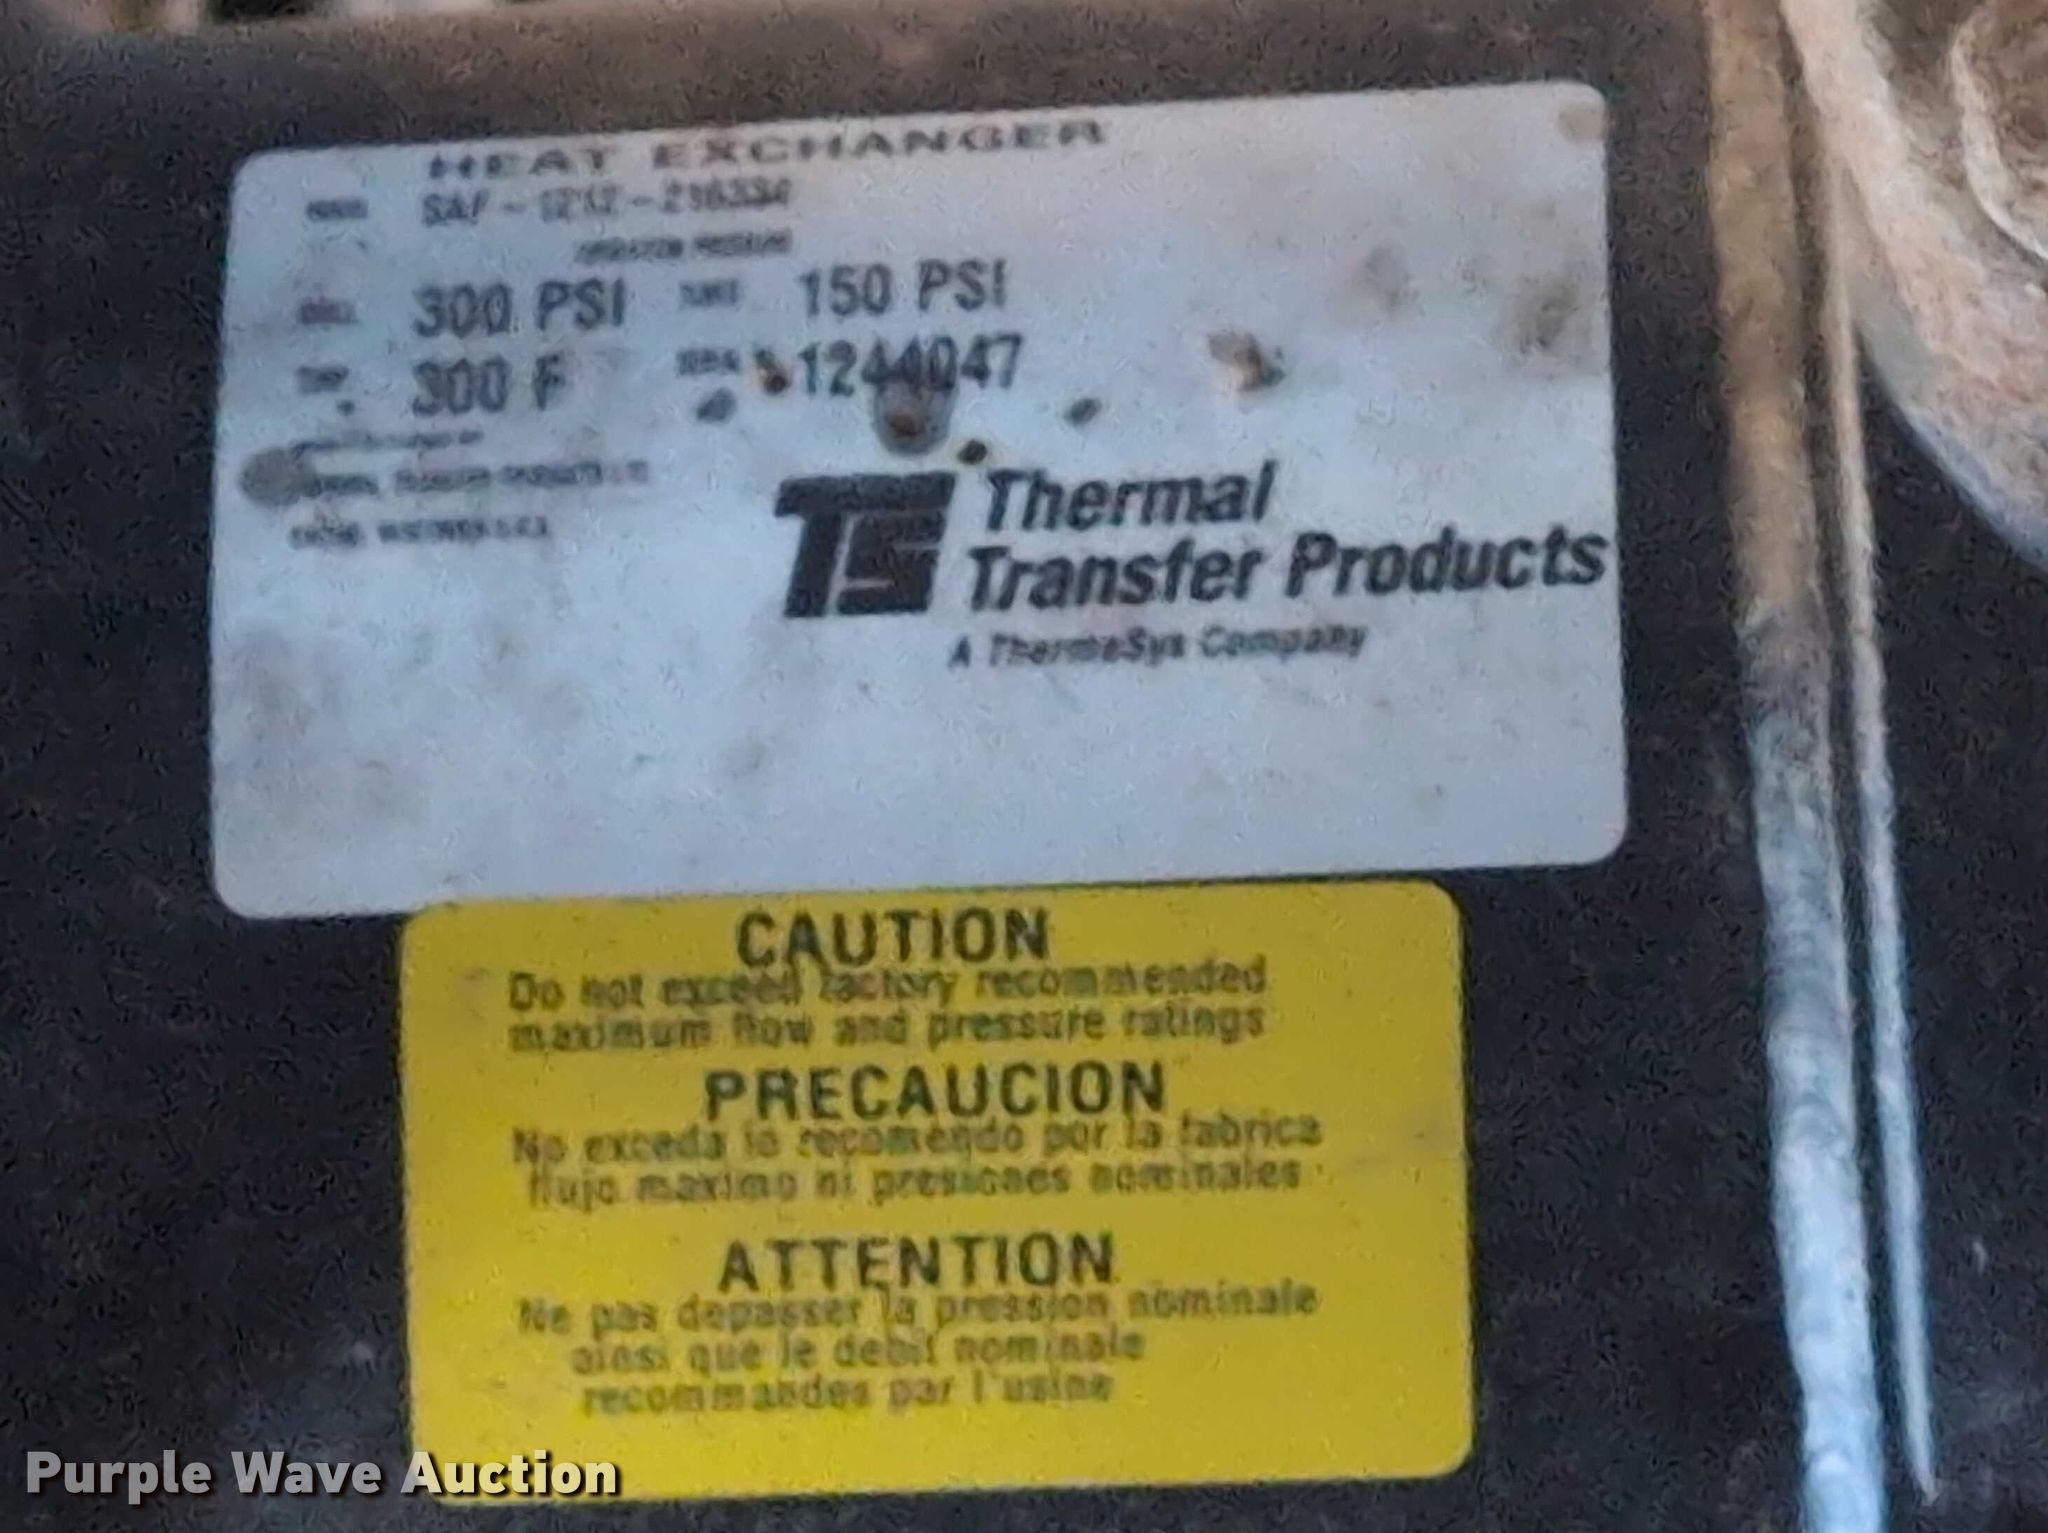 HEAT EXCHANGER
300 PSI 150 PSI
300 F 1244047
Thermal
Transfer Products
A ThermaSys Company
CAUTION
Do not exceed factory recommended
maximum flow and pressure ratings
PRECAUCION
No exceda lo recomendo por la fabrica
flujo maximo ni presiones nominales
ATTENTION
Ne pas depasser la pression nominale
ainsi que le debit nominale
recommandes par l'usine
Purple Wave Auction